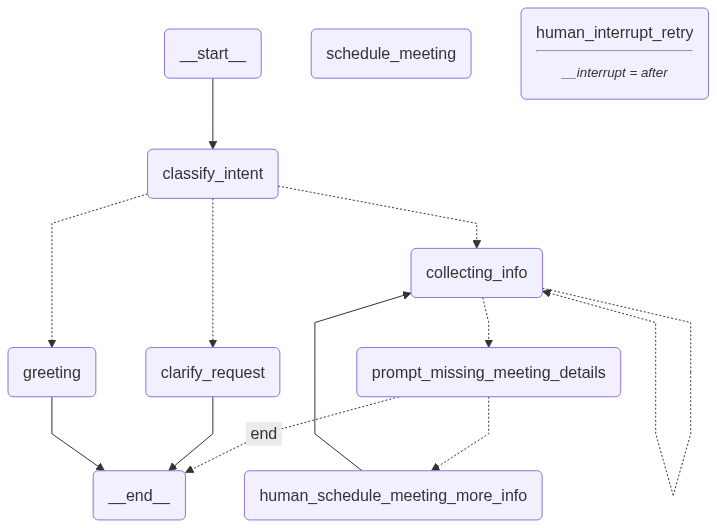 __start__
schedule_meeting
human_interrupt_retry
__interrupt = after
classify_intent
collecting_info
greeting
clarify_request
prompt_missing_meeting_details
end
__end__
human_schedule_meeting_more_info